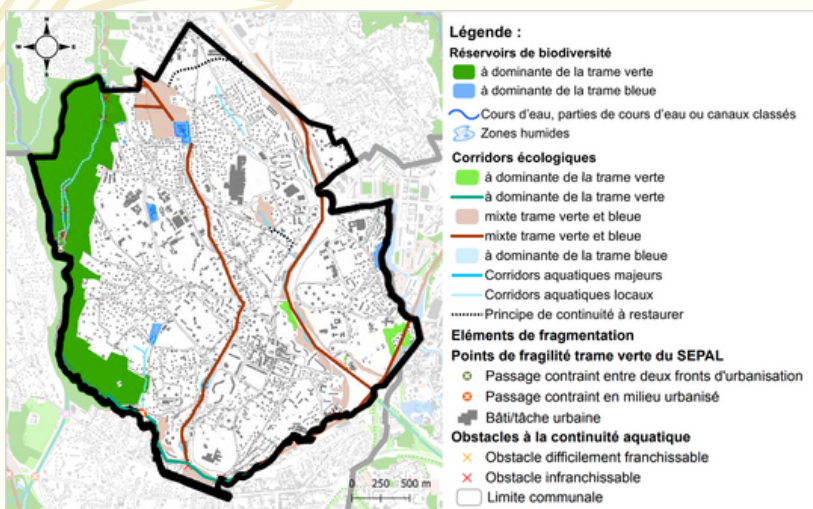 N
O
E
S
0 250 500 m
Légende :
Réservoirs de biodiversité
à dominante de la trame verte
à dominante de la trame bleue
Cours d'eau, parties de cours d'eau ou canaux classés
Zones humides
Corridors écologiques
à dominante de la trame verte
à dominante de la trame verte
mixte trame verte et bleue
mixte trame verte et bleue
à dominante de la trame bleue
Corridors aquatiques majeurs
Corridors aquatiques locaux
Principe de continuité à restaurer
Eléments de fragmentation
Points de fragilité trame verte du SEPAL
Passage contraint entre deux fronts d'urbanisation
Passage contraint en milieu urbanisé
Bâti/tâche urbaine
Obstacles à la continuité aquatique
Obstacle difficilement franchissable
Obstacle infranchissable
Limite communale